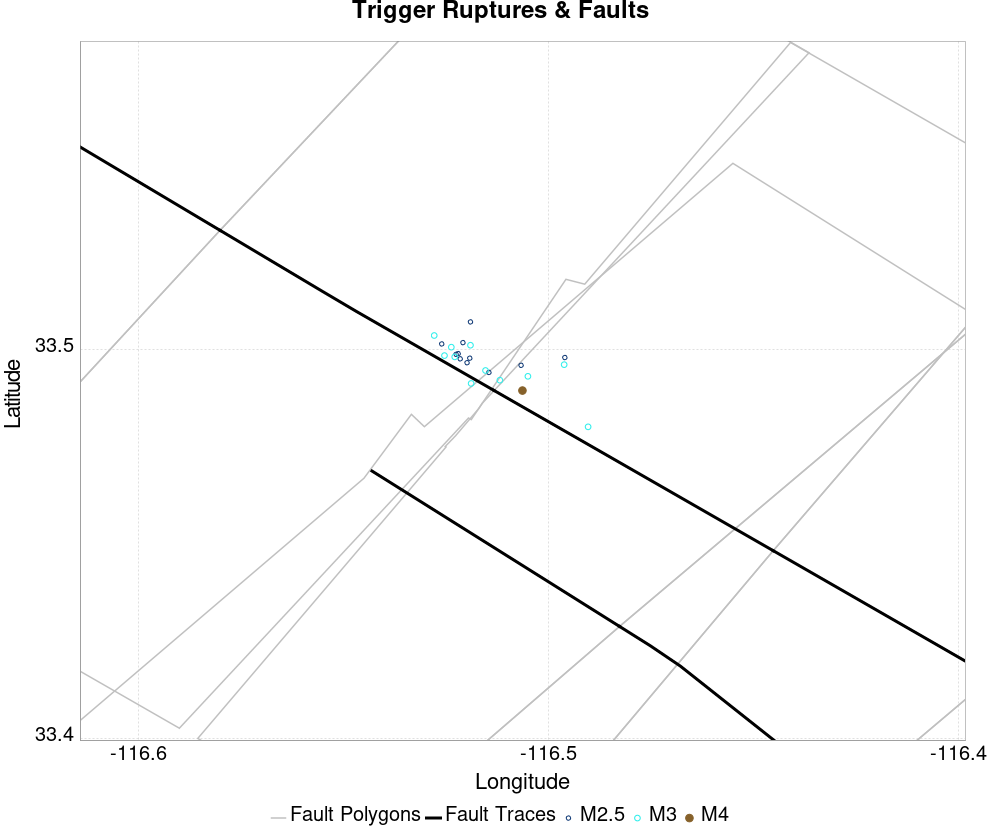 Trigger Ruptures & Faults
Latitude
33.5
33.4
-116.6
-116.5
-116.4
Longitude
Fault Polygons
Fault Traces
M2.5
M3
M4